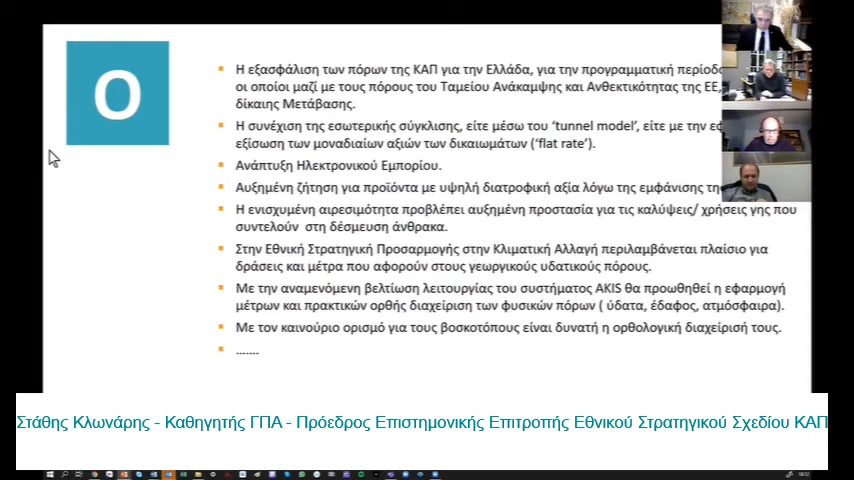 Ο
Η εξασφάλιση των πόρων της ΚΑΠ για την Ελλάδα, για την προγραμματική
οι οποίοι μαζί με τους πόρους του Ταμείου Ανάκαμψης και Ανθεκτικότητας της ΕΕ,
δίκαιης Μετάβασης.
Η συνέχιση της εσωτερικής σύγκλισης, είτε μέσω του ‘tunnel model’, είτε με την
εξίσωση των μοναδιαίων αξιών των δικαιωμάτων (‘flat rate’).
Ανάπτυξη Ηλεκτρονικού Εμπορίου.
Αυξημένη ζήτηση για προϊόντα με υψηλή διατροφική αξία λόγω της εμφάνισης
Η ενισχυμένη αιρεσιμότητα προβλέπει αυξημένη προστασία για τις καλύψεις/ χρήσεις γης που
συντελούν στη δέσμευση άνθρακα.
Στην Εθνική Στρατηγική Προσαρμογής στην Κλιματική Αλλαγή περιλαμβάνεται πλαίσιο για
δράσεις και μέτρα που αφορούν στους γεωργικούς υδατικούς πόρους.
Με την αναμενόμενη βελτίωση λειτουργίας του συστήματος AKIS θα προωθηθεί η εφαρμογή
μέτρων και πρακτικών ορθής διαχείριση των φυσικών πόρων ( ύδατα, έδαφος, ατμόσφαιρα).
Με τον καινούριο ορισμό για τους βοσκοτόπους είναι δυνατή η ορθολογική διαχείρισή τους.
…....
Στάθης Κλωνάρης - Καθηγητής ΓΠΑ - Πρόεδρος Επιστημονικής Επιτροπής Εθνικού Στρατηγικού Σχεδίου ΚΑΠ